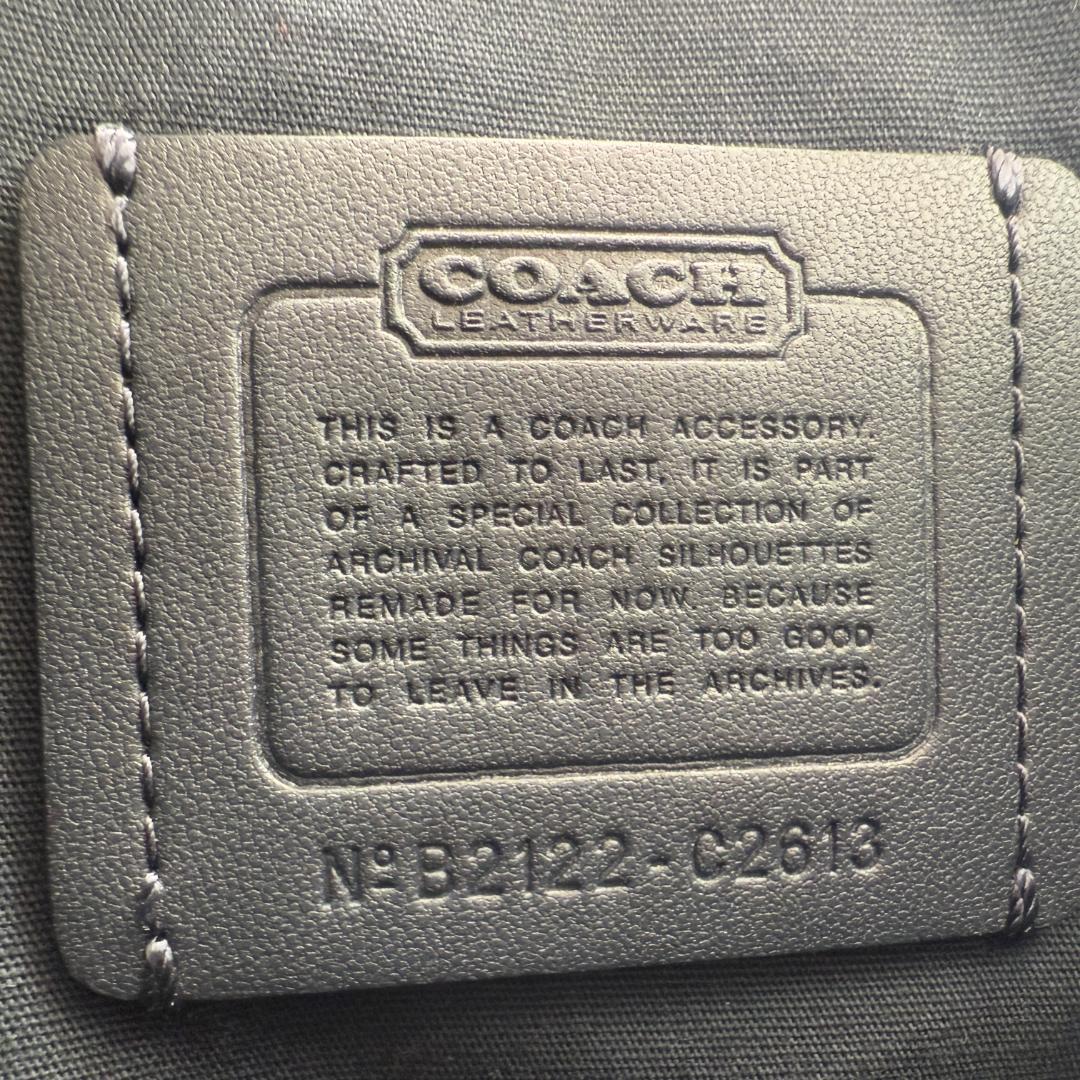 COACH
LEATHERWARE
THIS IS A COACH ACCESSORY.
CRAFTED TO LAST, IT IS PART
OF A SPECIAL COLLECTION OF
ARCHIVAL COACH SILHOUETTES
REMADE FOR NOW. BECAUSE
SOME THINGS ARE TOO GOOD
TO LEAVE IN THE ARCHIVES.
Nº B2122-C2613